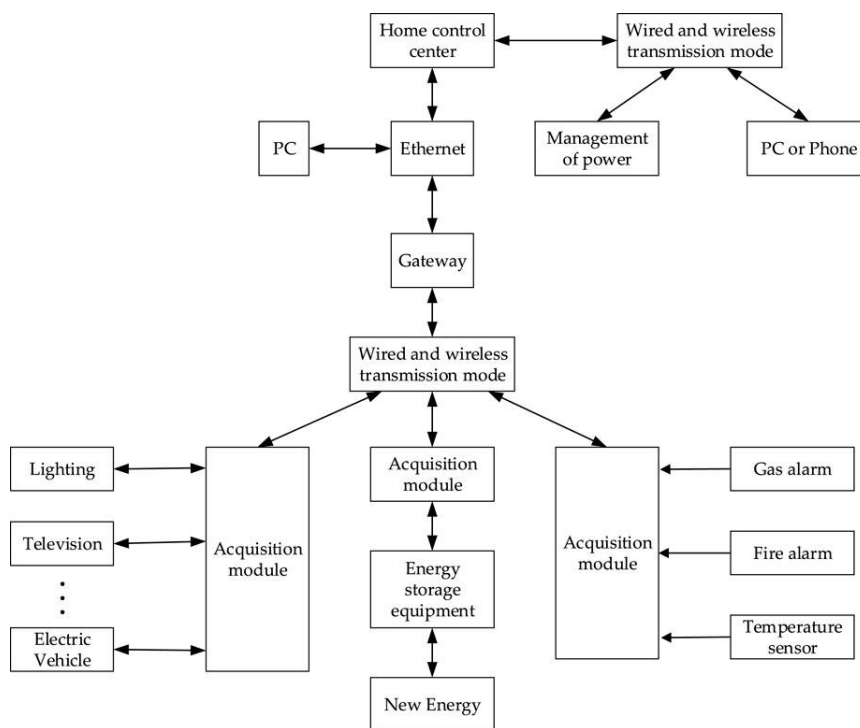 Home control
center
Wired and wireless
transmission mode
PC
Ethernet
Management
of power
PC or Phone
Gateway
Wired and wireless
transmission mode
Lighting
Television
Electric
Vehicle
Acquisition
module
Acquisition
module
Energy
storage
equipment
New Energy
Acquisition
module
Gas alarm
Fire alarm
Temperature
sensor